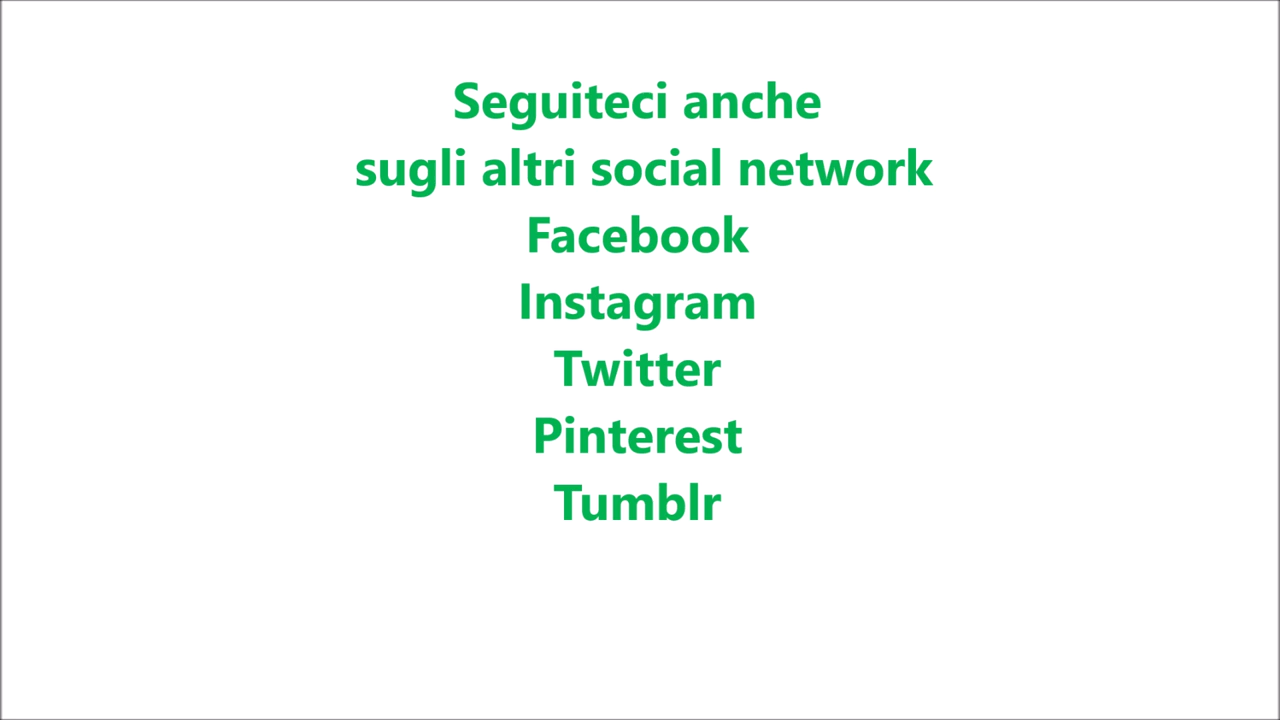 Seguiteci anche
sugli altri social network
Facebook
Instagram
Twitter
Pinterest
Tumblr